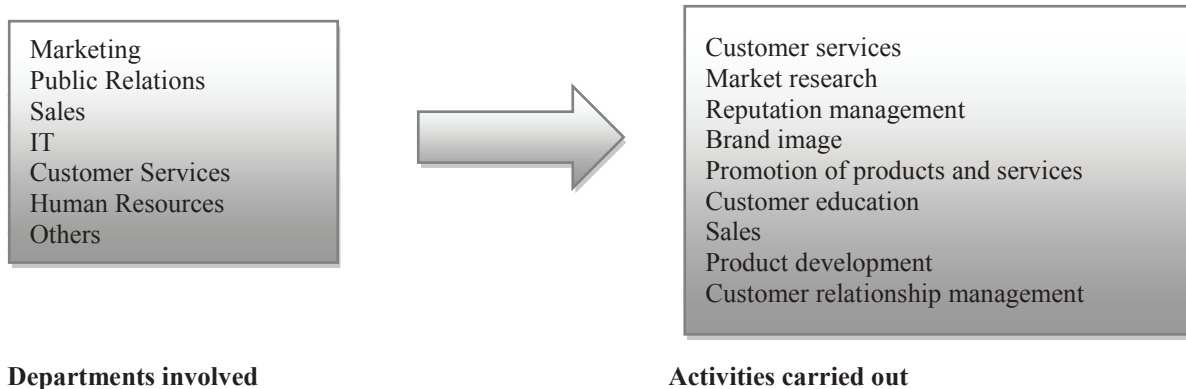 Marketing
Public Relations
Sales
IT
Customer Services
Human Resources
Others
Customer services
Market research
Reputation management
Brand image
Promotion of products and services
Customer education
Sales
Product development
Customer relationship management
Departments involved
Activities carried out